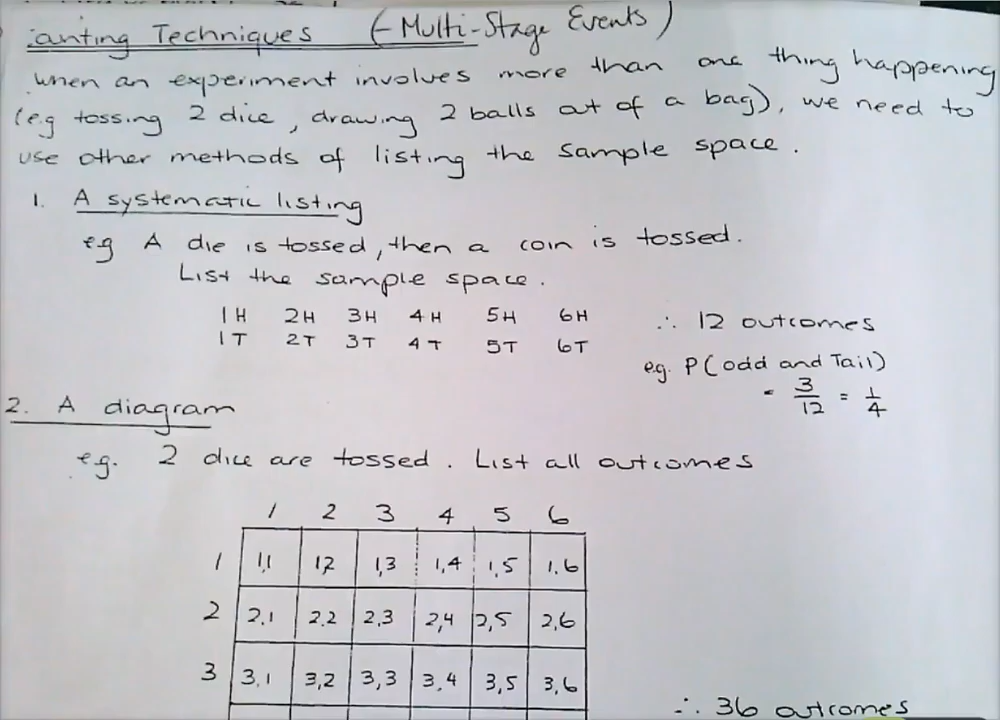 Counting Techniques (-Multi-Stage Events)
when an experiment involves more than one thing happening
(e.g tossing 2 dice, drawing 2 balls out of a bag), we need to
use other methods of listing the sample space.
1. A systematic listing
eg A die is tossed, then a coin is tossed.
List the sample space.
1H 2H 3H 4H 5H 6H
1T 2T 3T 4T 5T 6T
∴ 12 outcomes
eg. P(odd and Tail)
= 3/12 = 1/4
2. A diagram
e.g. 2 dice are tossed. List all outcomes
1 2 3 4 5 6
1 1,1 1,2 1,3 1,4 1,5 1.6
2 2,1 2.2 2,3 2,4 2,5 2,6
3 3,1 3,2 3,3 3,4 3,5 3,6
∴ 36 outcomes